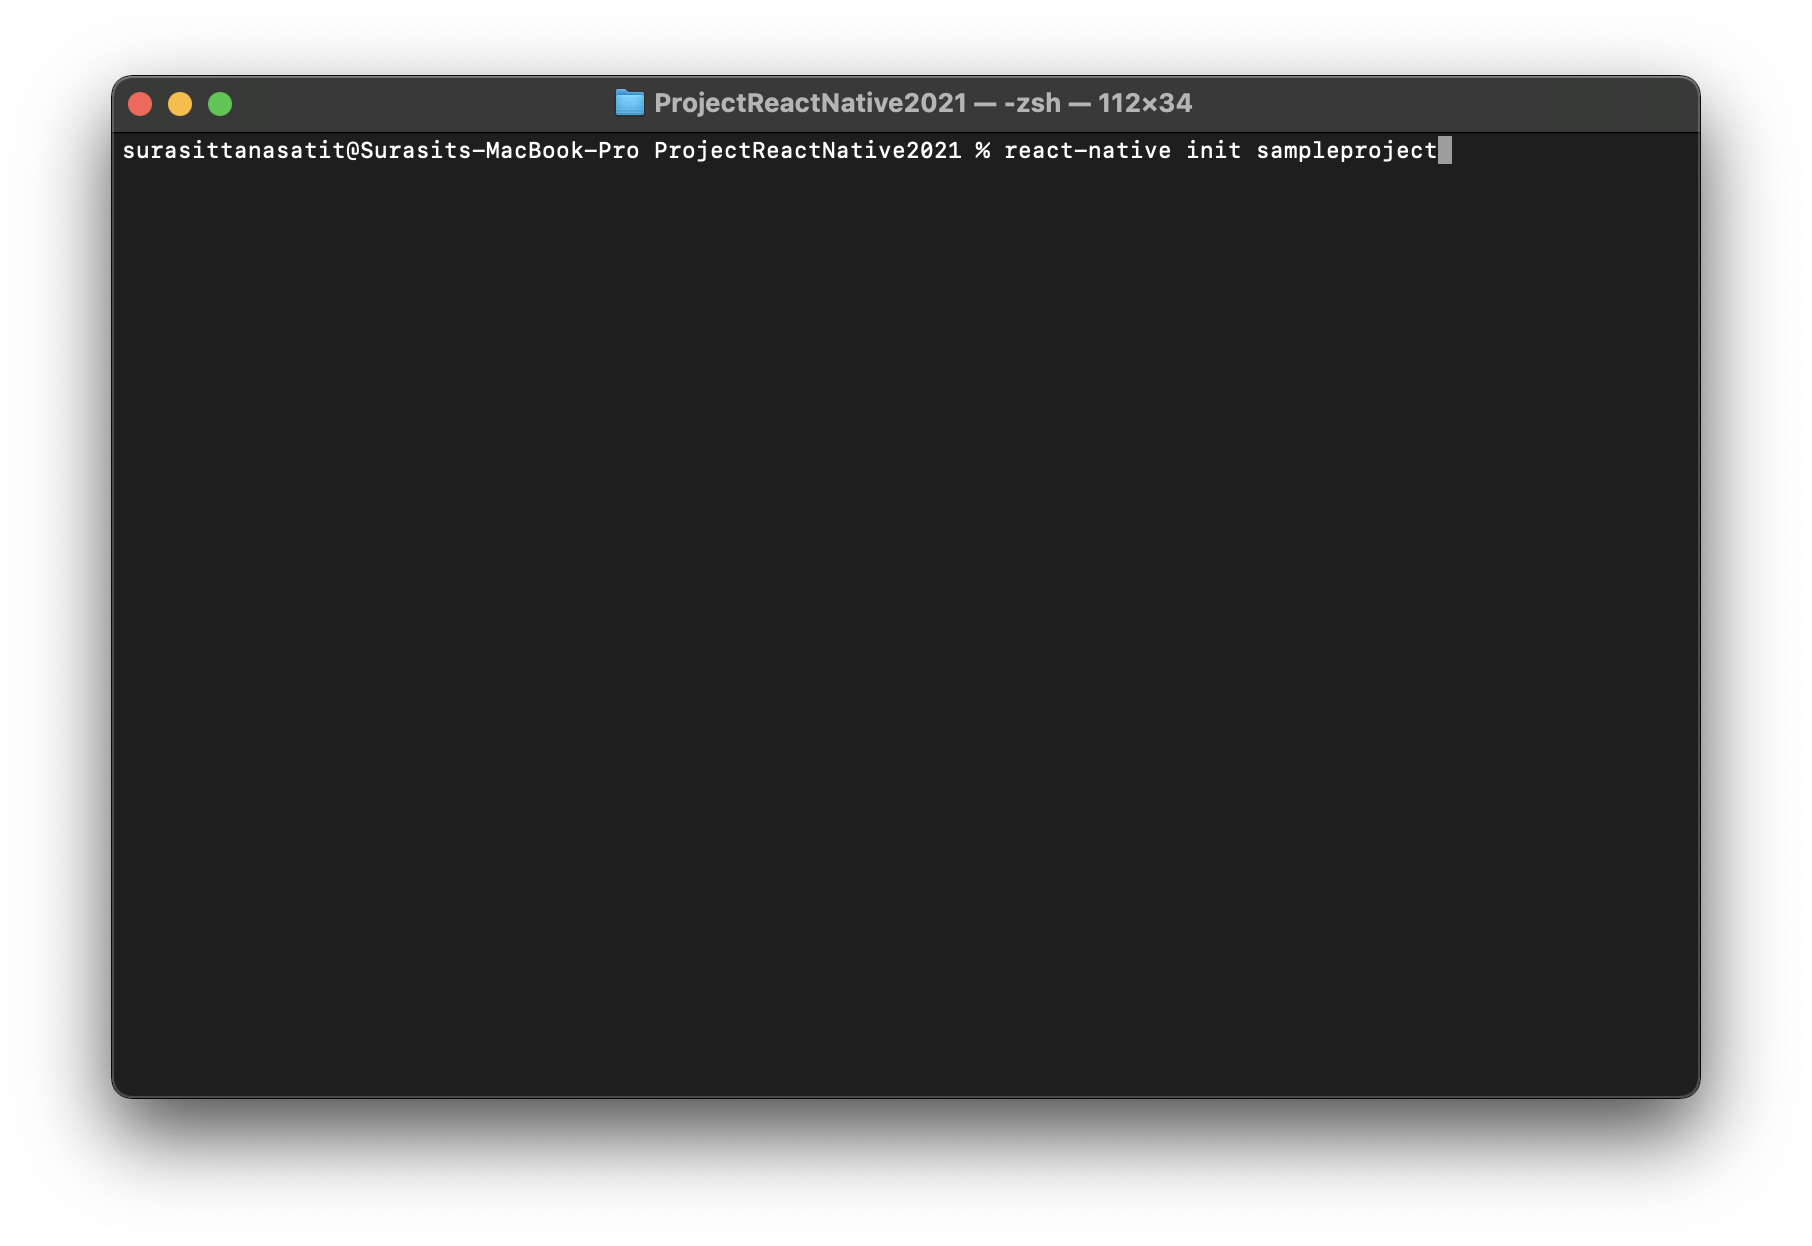 ProjectReactNative2021 — -zsh — 112×34
surasittanasatit@Surasits-MacBook-Pro ProjectReactNative2021 % react-native init sampleproject